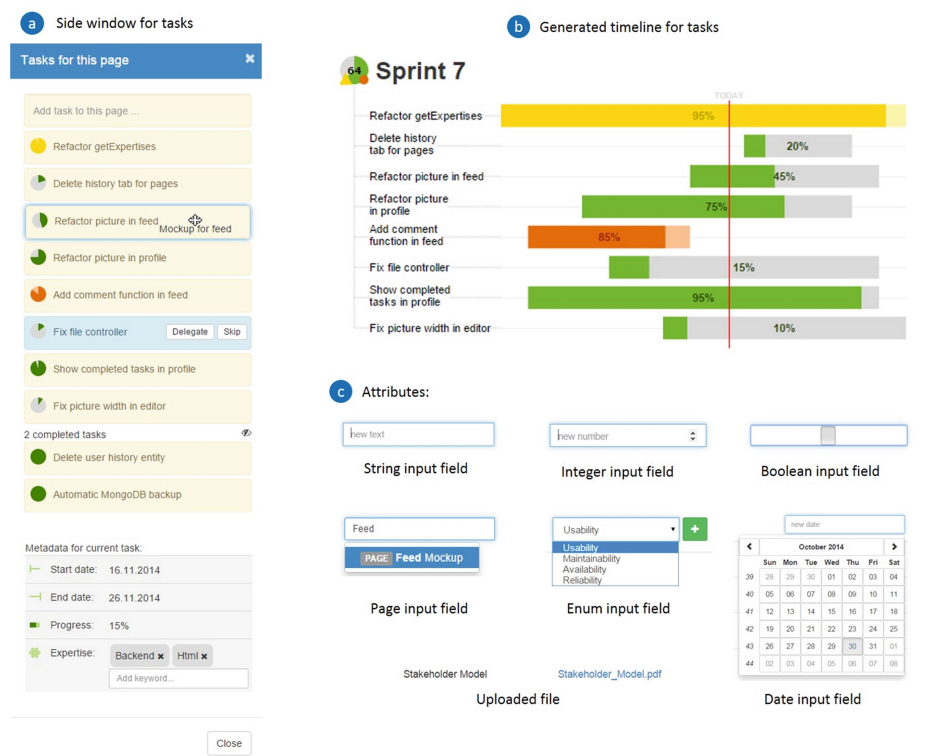 a Side window for tasks
Tasks for this page ×
Add task to this page ...
Refactor getExpertises
Delete history tab for pages
Refactor picture in feed
Mockup for feed
Refactor picture in profile
Add comment function in feed
Fix file controller Delegate Skip
Show completed tasks in profile
Fix picture width in editor
2 completed tasks
Delete user history entity
Automatic MongoDB backup
Metadata for current task:
Start date: 16.11.2014
End date: 26.11.2014
Progress: 15%
Expertise: Backend × Html ×
Add keyword...
Close
b Generated timeline for tasks
64 Sprint 7
TODAY
Refactor getExpertises 95%
Delete history
tab for pages 20%
Refactor picture in feed 45%
Refactor picture
in profile 75%
Add comment
function in feed 85%
Fix file controller 15%
Show completed
tasks in profile 95%
Fix picture width in editor 10%
c Attributes:
new text
String input field
new number
Integer input field
Boolean input field
Feed
PAGE Feed Mockup
Page input field
Usability +
Usability
Maintainability
Availability
Reliability
Enum input field
new date
October 2014
Sun Mon Tue Wed Thu Fri Sat
39 28 29 30 01 02 03 04
40 05 06 07 08 09 10 11
41 12 13 14 15 16 17 18
42 19 20 21 22 23 24 25
43 26 27 28 29 30 31 01
44 02 03 04 05 06 07 08
Date input field
Stakeholder Model Stakeholder_Model.pdf
Uploaded file